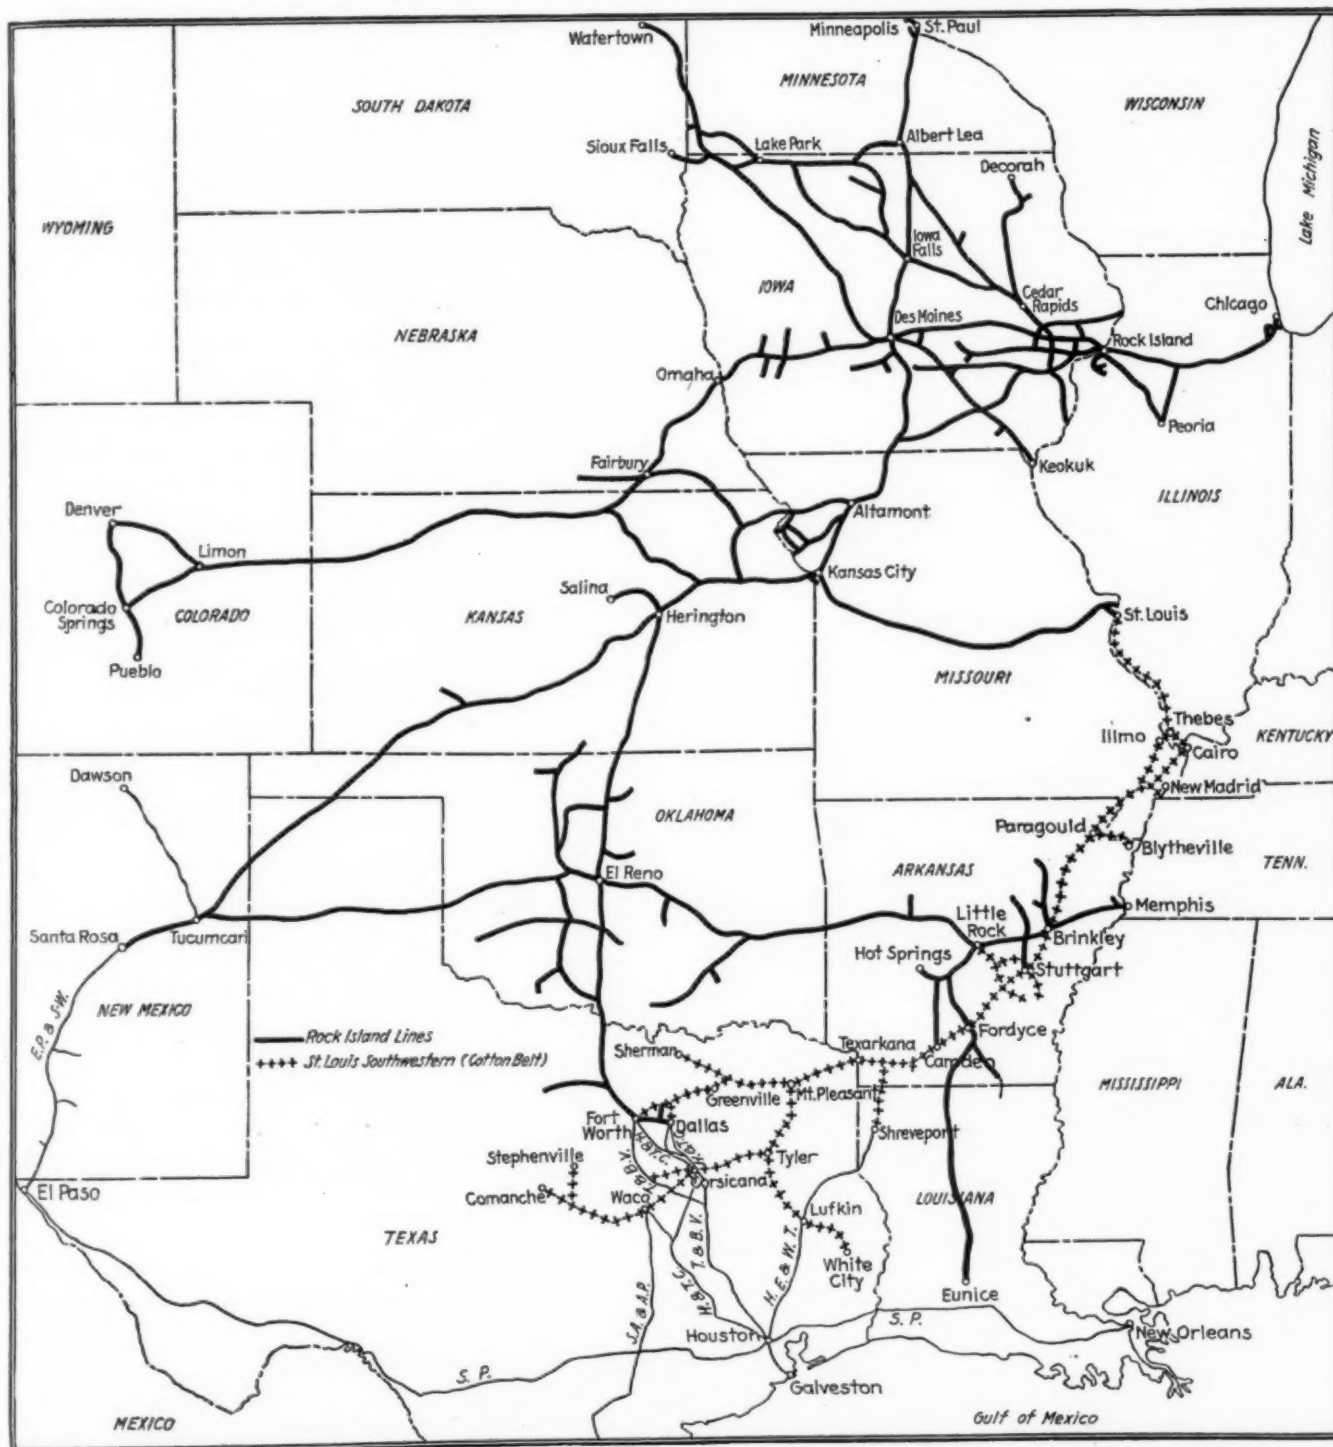 Watertown
Minneapolis
St. Paul
SOUTH DAKOTA
MINNESOTA
WISCONSIN
Lake Michigan
Sioux Falls
Lake Park
Albert Lea
Decorah
WYOMING
Iowa
Falls
IOWA
Cedar
Rapids
Chicago
NEBRASKA
Des Moines
Rock Island
Omaha
Peoria
Fairbury
Keokuk
ILLINOIS
Denver
Limon
Altamont
Kansas City
Salina
Colorado
Springs
COLORADO
KANSAS
Herington
St. Louis
Pueblo
MISSOURI
Thebes
Illmo
Cairo
KENTUCKY
Dawson
New Madrid
OKLAHOMA
Paragould
Blytheville
TENN.
El Reno
ARKANSAS
Little
Rock
Memphis
Santa Rosa
Tucumcari
Brinkley
Hot Springs
Stuttgart
NEW MEXICO
E.P. & S.W.
Rock Island Lines
St. Louis Southwestern (Cotton Belt)
Fordyce
Sherman
Texarkana
Camden
Greenville
Mt. Pleasant
MISSISSIPPI
ALA.
Fort
Worth
Dallas
Shreveport
H. & T. C.
Stephenville
Tyler
Corsicana
El Paso
Comanche
Waco
Lufkin
LOUISIANA
TEXAS
T. & B. V.
H. E. & W. T.
White
City
Eunice
S.A. & A.P.
H. & T. C.
Houston
S. P.
New Orleans
S. P.
Galveston
MEXICO
Gulf of Mexico